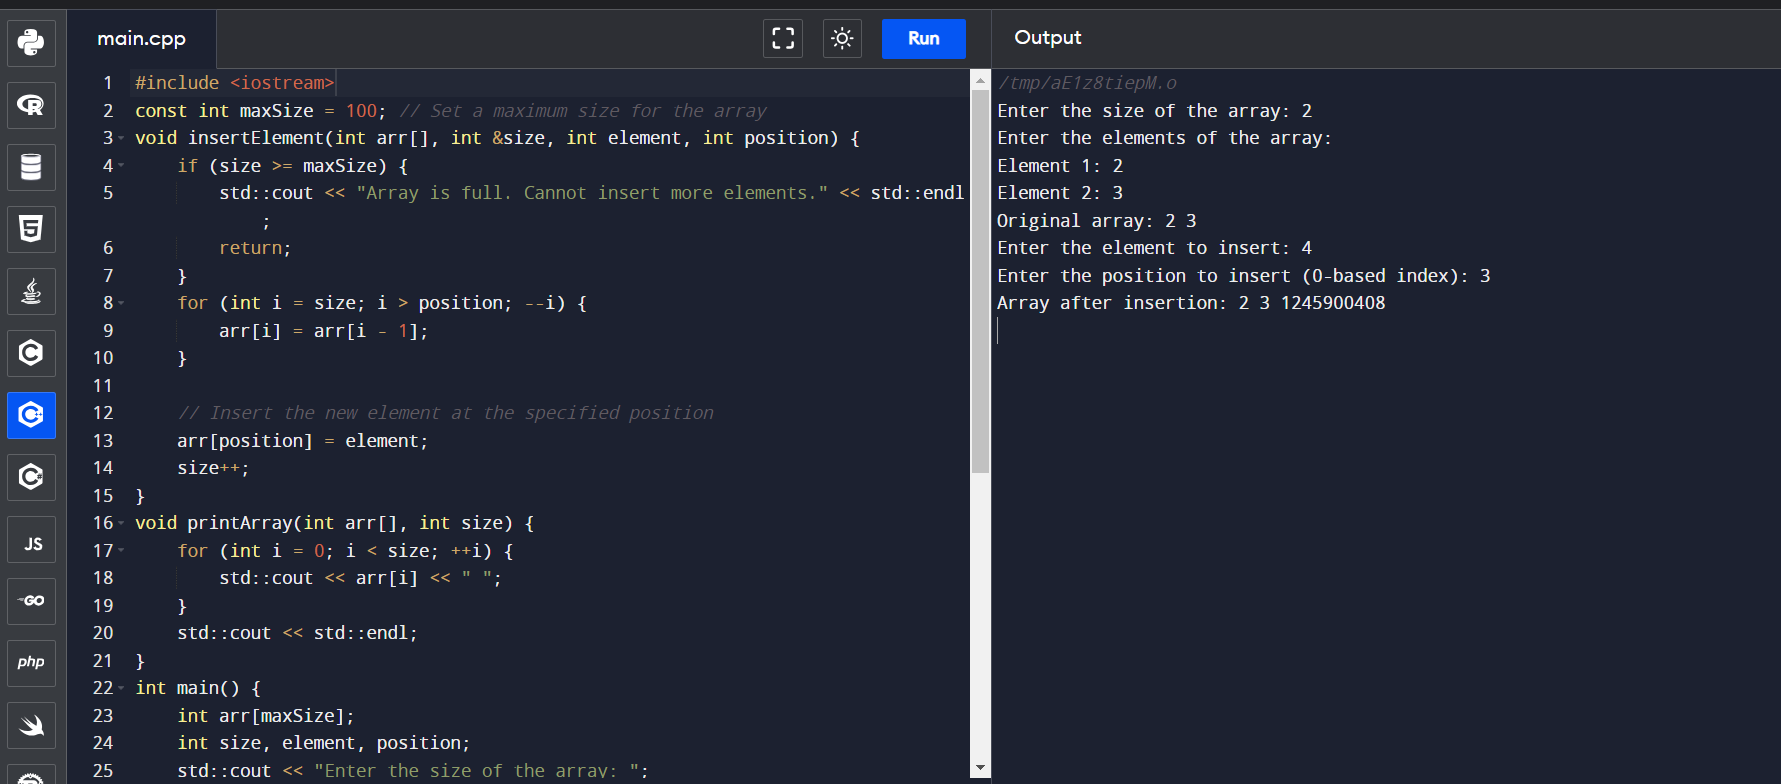 main.cpp
Run
Output
1 #include <iostream>
2 const int maxSize = 100; // Set a maximum size for the array
3 void insertElement(int arr[], int &size, int element, int position) {
4     if (size >= maxSize) {
5         std::cout << "Array is full. Cannot insert more elements." << std::endl
;
6         return;
7     }
8     for (int i = size; i > position; --i) {
9         arr[i] = arr[i - 1];
10     }
11
12     // Insert the new element at the specified position
13     arr[position] = element;
14     size++;
15 }
16 void printArray(int arr[], int size) {
17     for (int i = 0; i < size; ++i) {
18         std::cout << arr[i] << " ";
19     }
20     std::cout << std::endl;
21 }
22 int main() {
23     int arr[maxSize];
24     int size, element, position;
25     std::cout << "Enter the size of the array: ";
/tmp/aE1z8tiepM.o
Enter the size of the array: 2
Enter the elements of the array:
Element 1: 2
Element 2: 3
Original array: 2 3
Enter the element to insert: 4
Enter the position to insert (0-based index): 3
Array after insertion: 2 3 1245900408
JS
GO
php